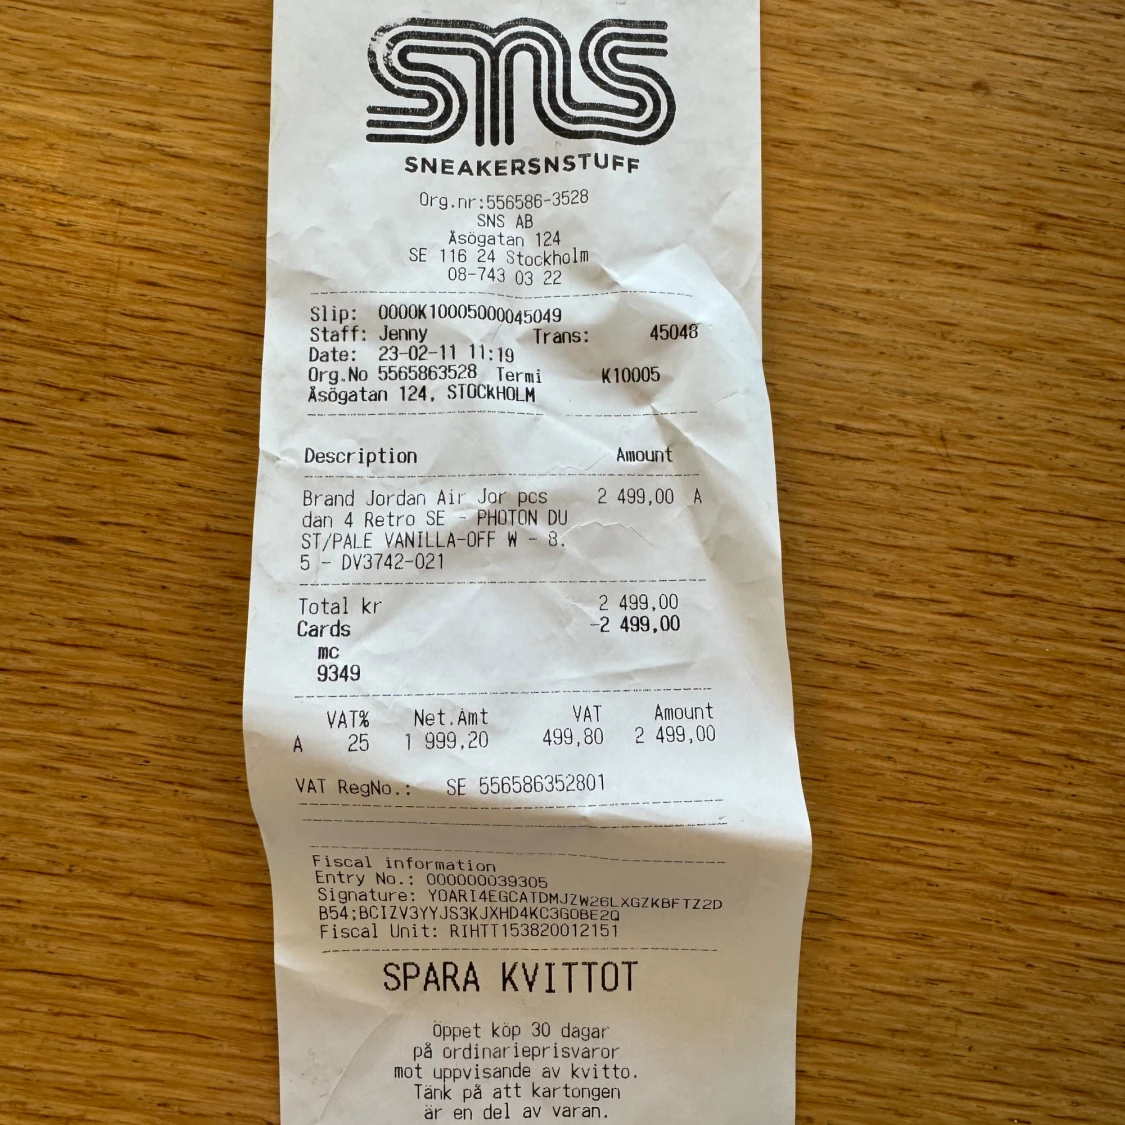 sns
SNEAKERSNSTUFF
Org.nr:556586-3528
SNS AB
Åsögatan 124
SE 116 24 Stockholm
08-743 03 22
Slip: 0000K10005000045049
Staff: Jenny Trans: 45048
Date: 23-02-11 11:19
Org.No 5565863528 Termi K10005
Åsögatan 124, STOCKHOLM
Description Amount
Brand Jordan Air Jor pcs 2 499,00 A
dan 4 Retro SE - PHOTON DU
ST/PALE VANILLA-OFF W - 8.
5 - DV3742-021
Total kr 2 499,00
Cards -2 499,00
mc
9349
VAT% Net.Amt VAT Amount
A 25 1 999,20 499,80 2 499,00
VAT RegNo.: SE 556586352801
Fiscal information
Entry No.: 000000039305
Signature: YOARI4EGCATDMJZW26LXGZKBFTZ2D
B54;BCIZV3YYJS3KJXHD4KC3GOBE2Q
Fiscal Unit: RIHTT153820012151
SPARA KVITTOT
Öppet köp 30 dagar
på ordinarieprisvaror
mot uppvisande av kvitto.
Tänk på att kartongen
är en del av varan.